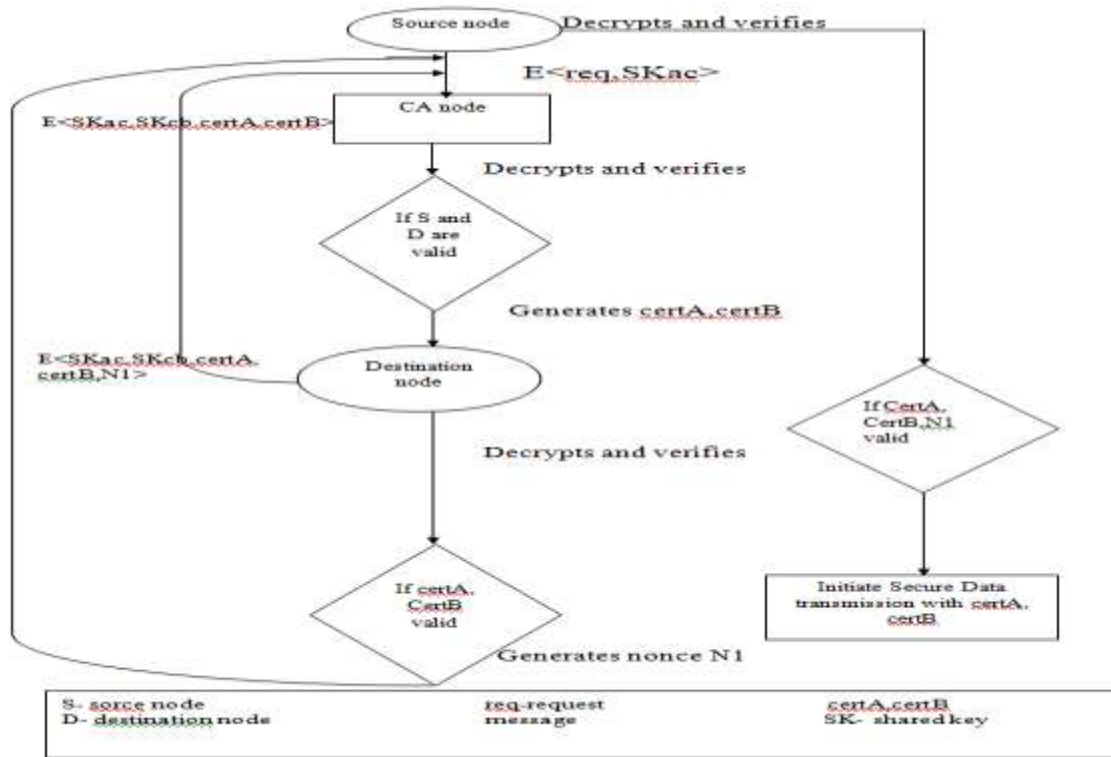 Source node
Decrypts and verifies
E<req,SKac>
CA node
E<SKac,SKcb,certA,certB>
Decrypts and verifies
If S and
D are
valid
Generates certA,certB
E<SKac,SKcb,certA,
certB,N1>
Destination
node
If CertA,
CertB,N1
valid
Decrypts and verifies
If certA,
CertB
valid
Initiate Secure Data
transmission with certA,
certB.
Generates nonce N1
S- sorce node
D- destination node
req-request
message
certA,certB
SK- shared key